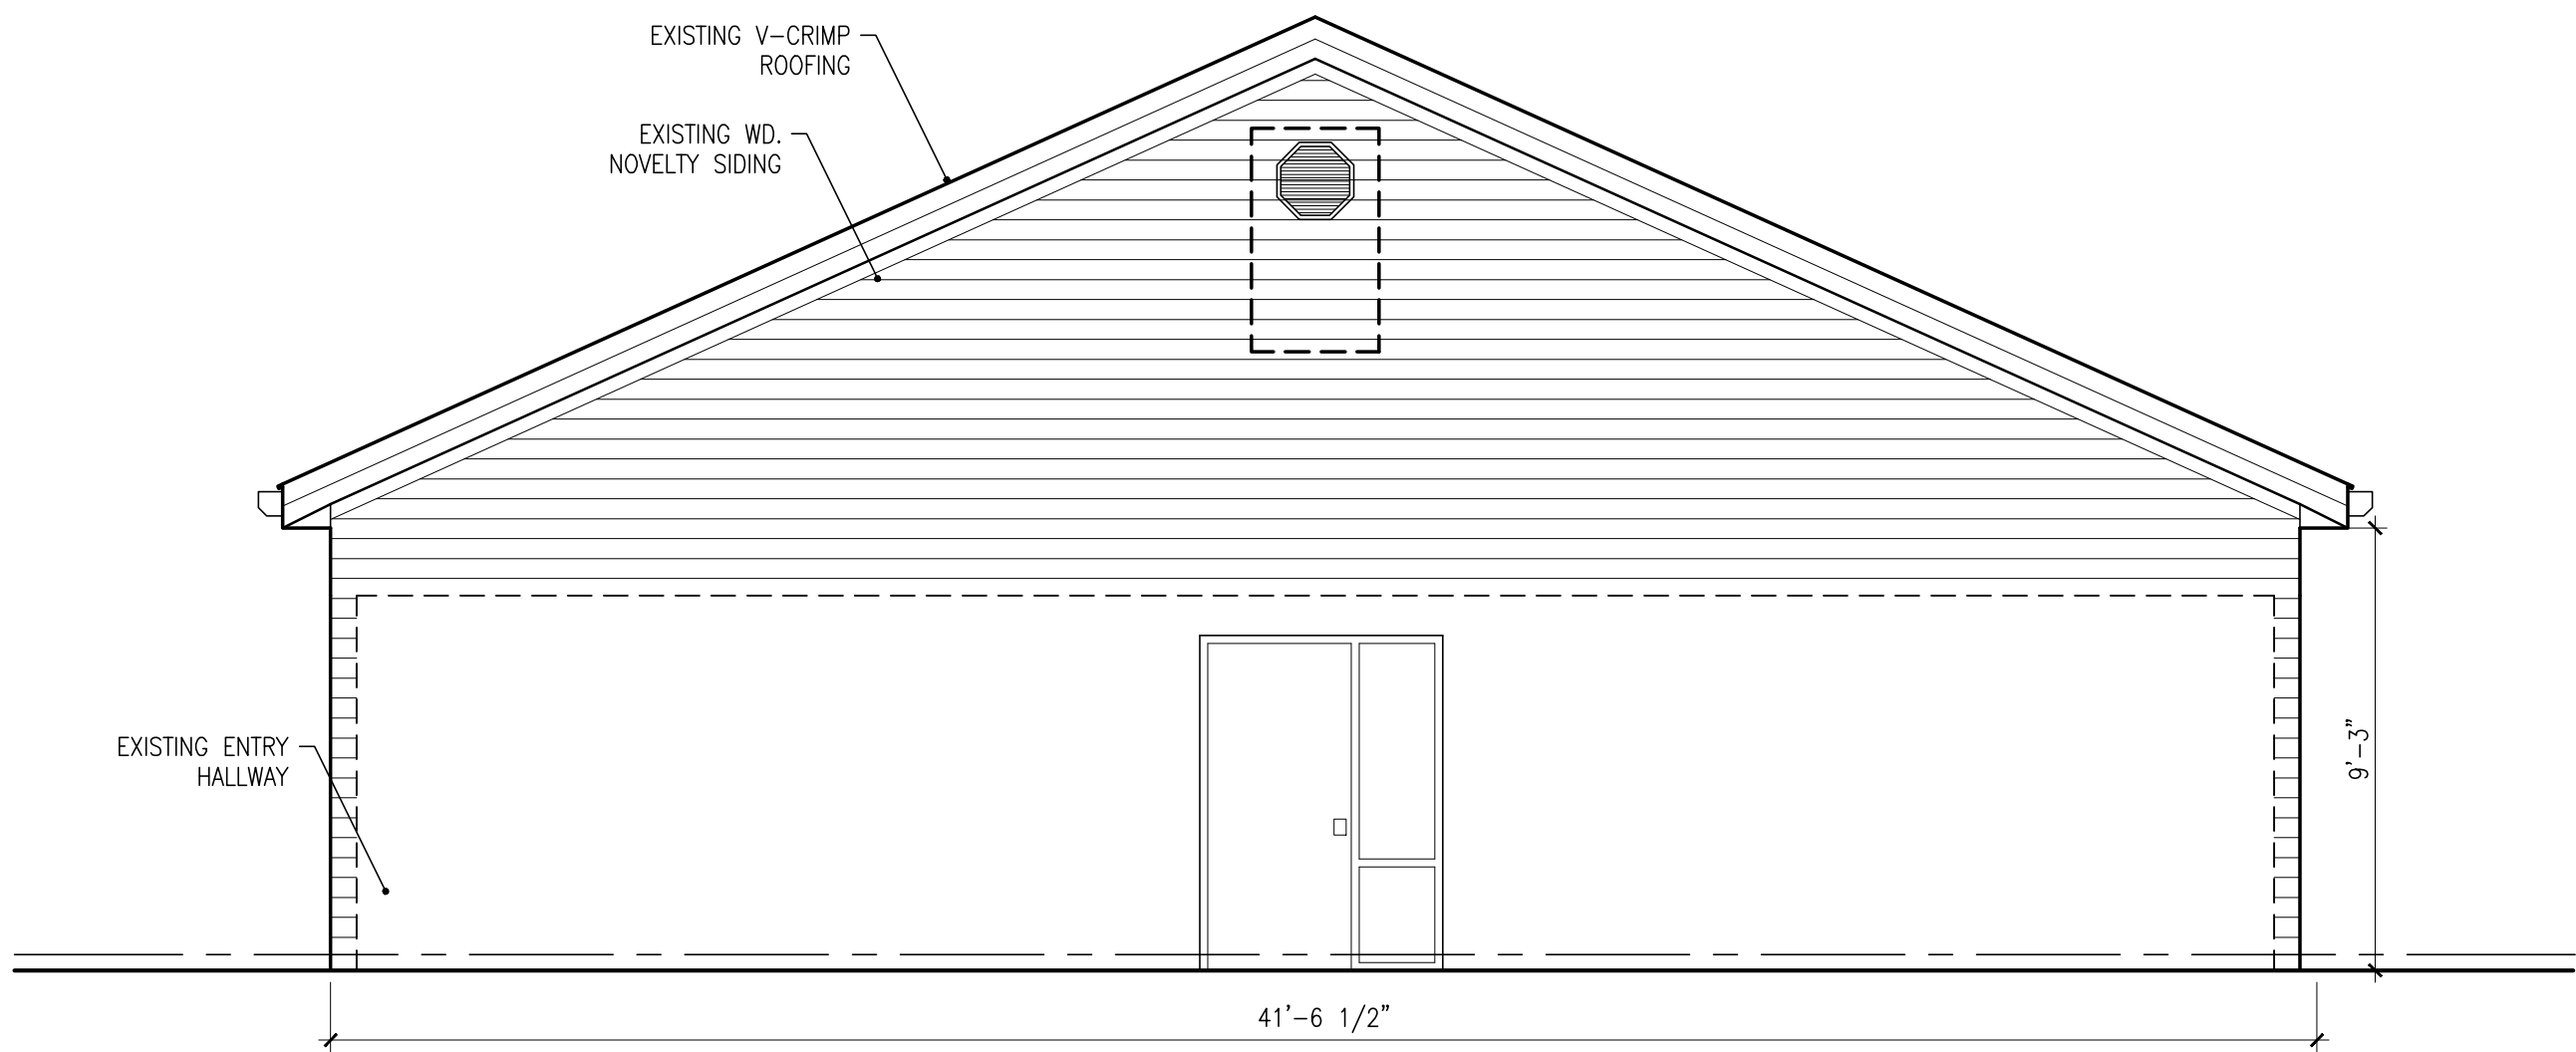 EXISTING V-CRIMP
ROOFING
EXISTING WD.
NOVELTY SIDING
EXISTING ENTRY
HALLWAY
9'-3"
41'-6 1/2"